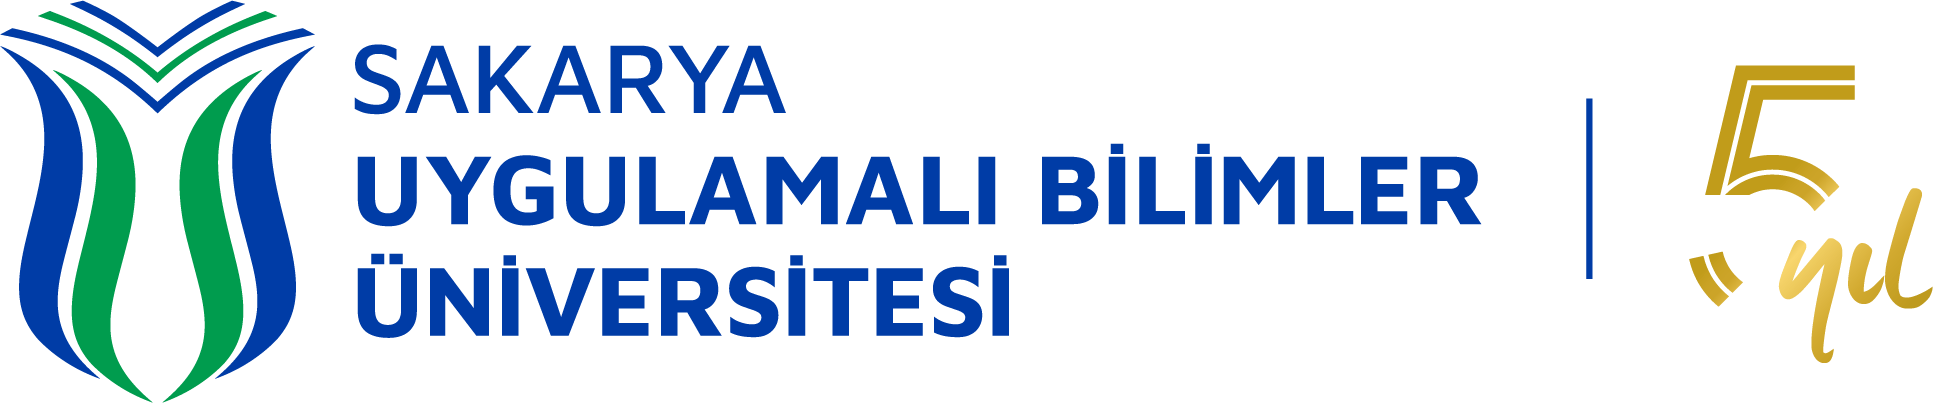 SAKARYA
UYGULAMALI BİLİMLER
ÜNİVERSİTESİ
5
yıl